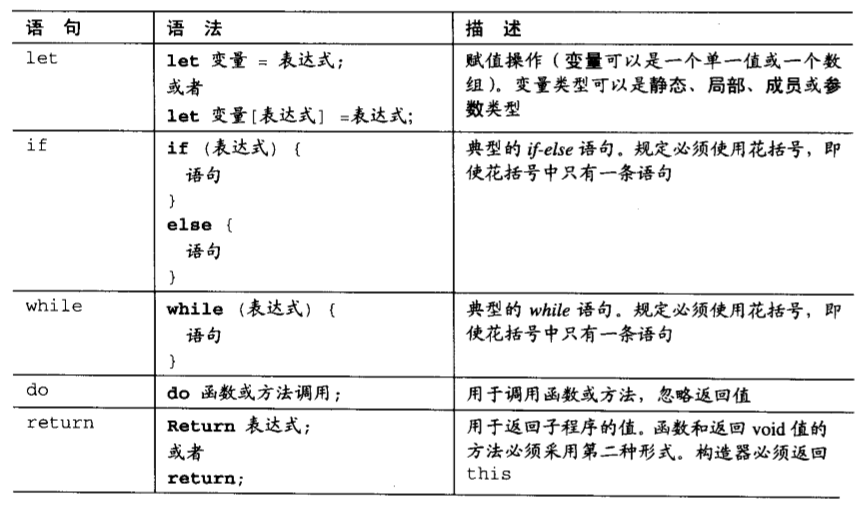 语 句 语 法 描 述
let let 变量 = 表达式; 赋值操作（变量可以是一个单一值或一个数
或者 组）。变量类型可以是静态、局部、成员或参
let 变量[表达式] =表达式; 数类型
if if (表达式) { 典型的 if-else 语句。规定必须使用花括号，即
语句 使花括号中只有一条语句
}
else {
语句
}
while while (表达式) { 典型的 while 语句。规定必须使用花括号，即
语句 使花括号中只有一条语句
}
do do 函数或方法调用; 用于调用函数或方法，忽略返回值
return Return 表达式; 用于返回子程序的值。函数和返回 void 值的
或者 方法必须采用第二种形式。构造器必须返回
return; this